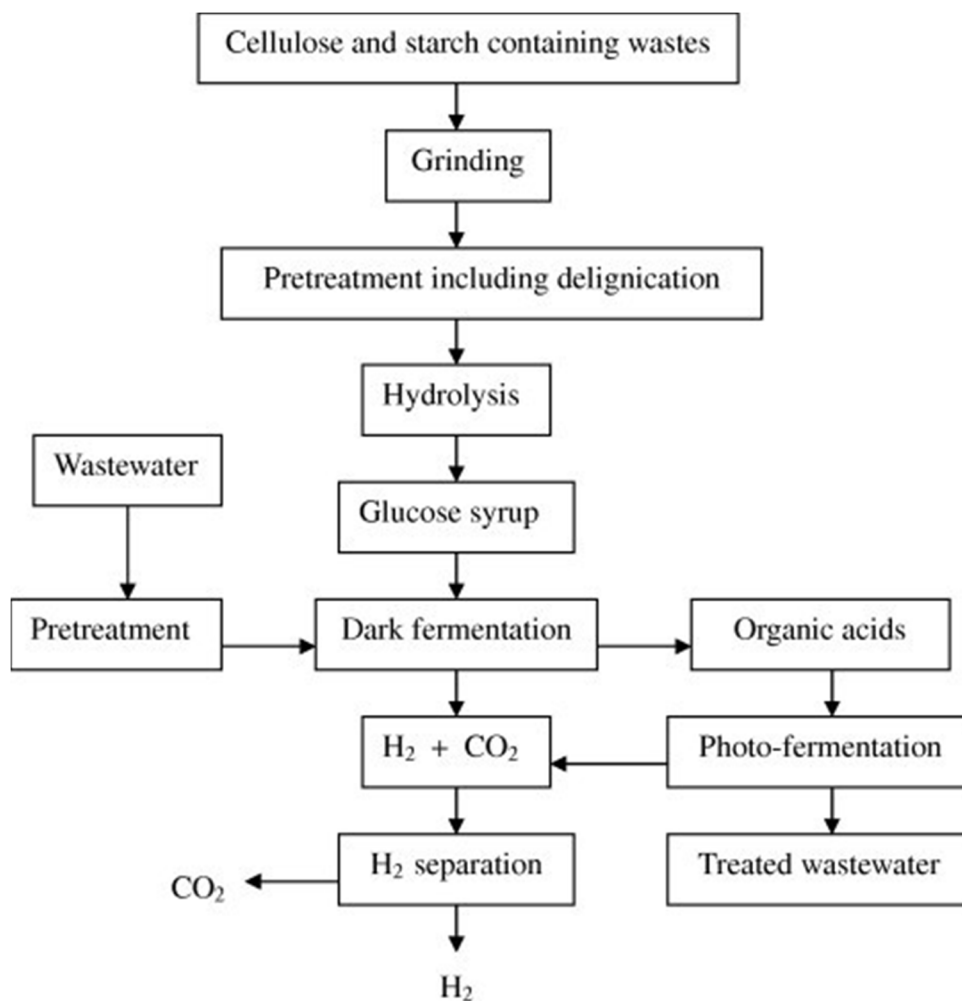 Cellulose and starch containing wastes
Grinding
Pretreatment including delignication
Hydrolysis
Wastewater
Glucose syrup
Pretreatment
Dark fermentation
Organic acids
H₂ + CO₂
Photo-fermentation
H₂ separation
Treated wastewater
CO₂
H₂